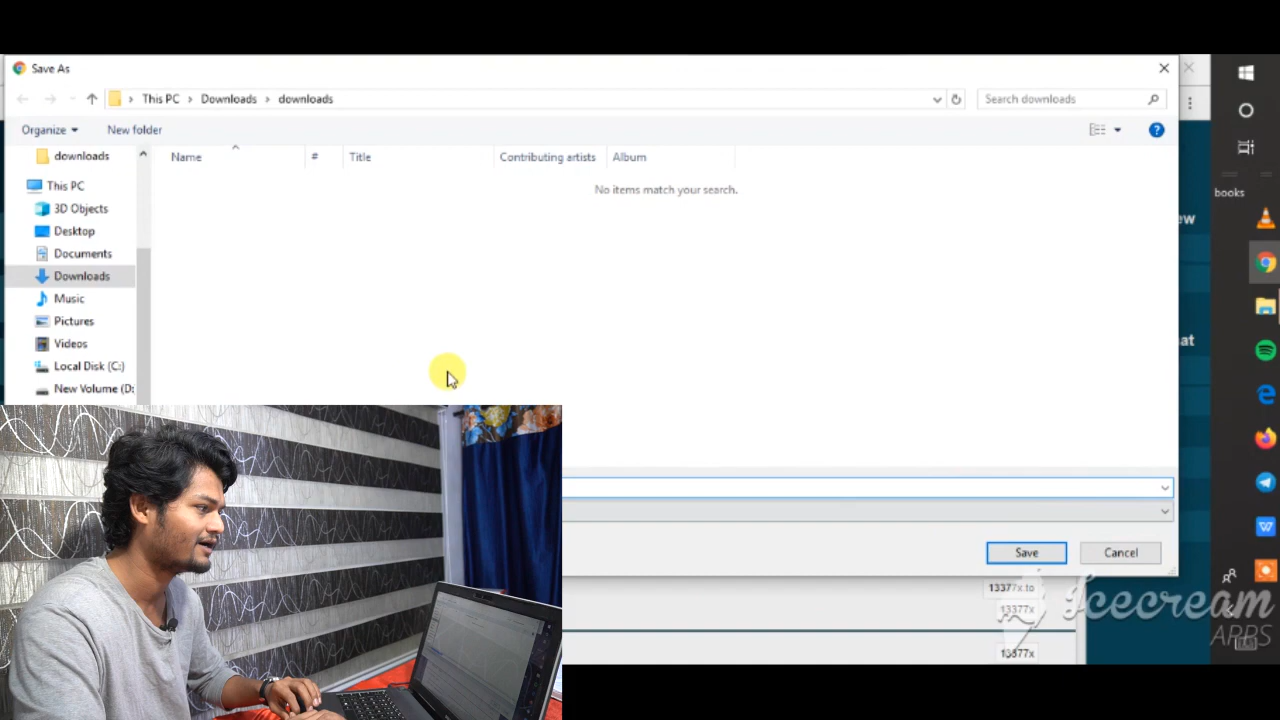 Save As
This PC > Downloads > downloads
Search downloads
Organize
New folder
Name
#
Title
Contributing artists
Album
No items match your search.
downloads
This PC
3D Objects
Desktop
Documents
Downloads
Music
Pictures
Videos
Local Disk (C:)
New Volume (D:
Save
Cancel
books
ew
at
13377x.to
13377x
13377x
Icecream
APPS